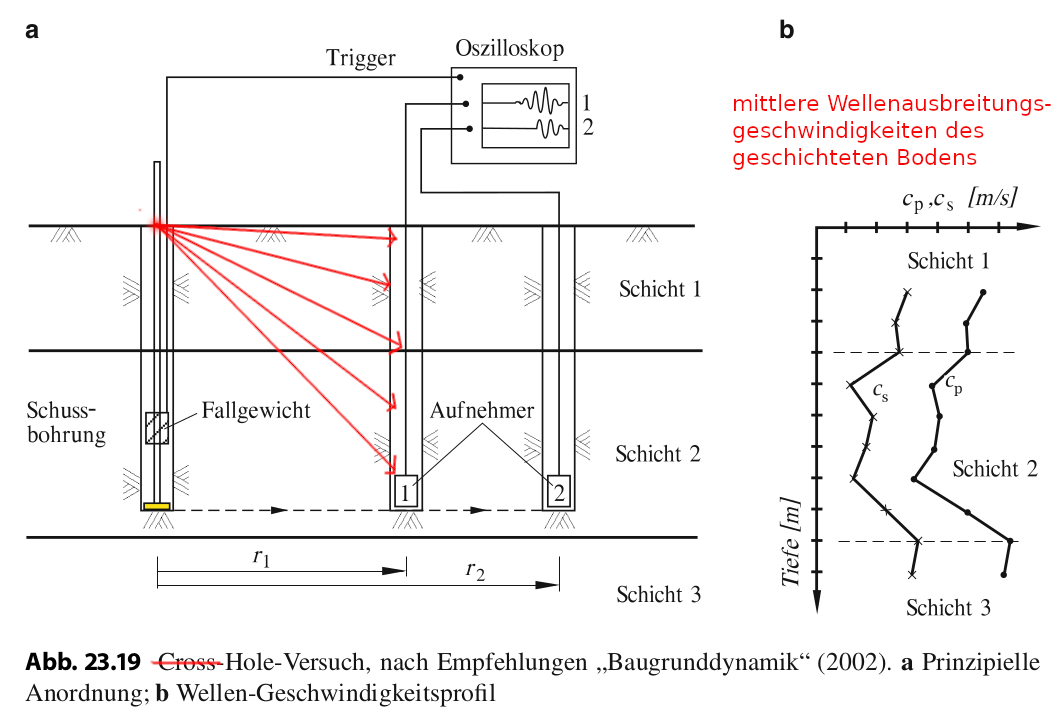 a
b
Trigger
Oszilloskop
1
2
mittlere Wellenausbreitungs-
geschwindigkeiten des
geschichteten Bodens
cp ,cs [m/s]
Schicht 1
Schicht 1
Schuss-
bohrung
Fallgewicht
Aufnehmer
cs
cp
Schicht 2
Schicht 2
1
2
Tiefe [m]
r1
r2
Schicht 3
Schicht 3
Abb. 23.19 Cross-Hole-Versuch, nach Empfehlungen „Baugrunddynamik“ (2002). a Prinzipielle
Anordnung; b Wellen-Geschwindigkeitsprofil